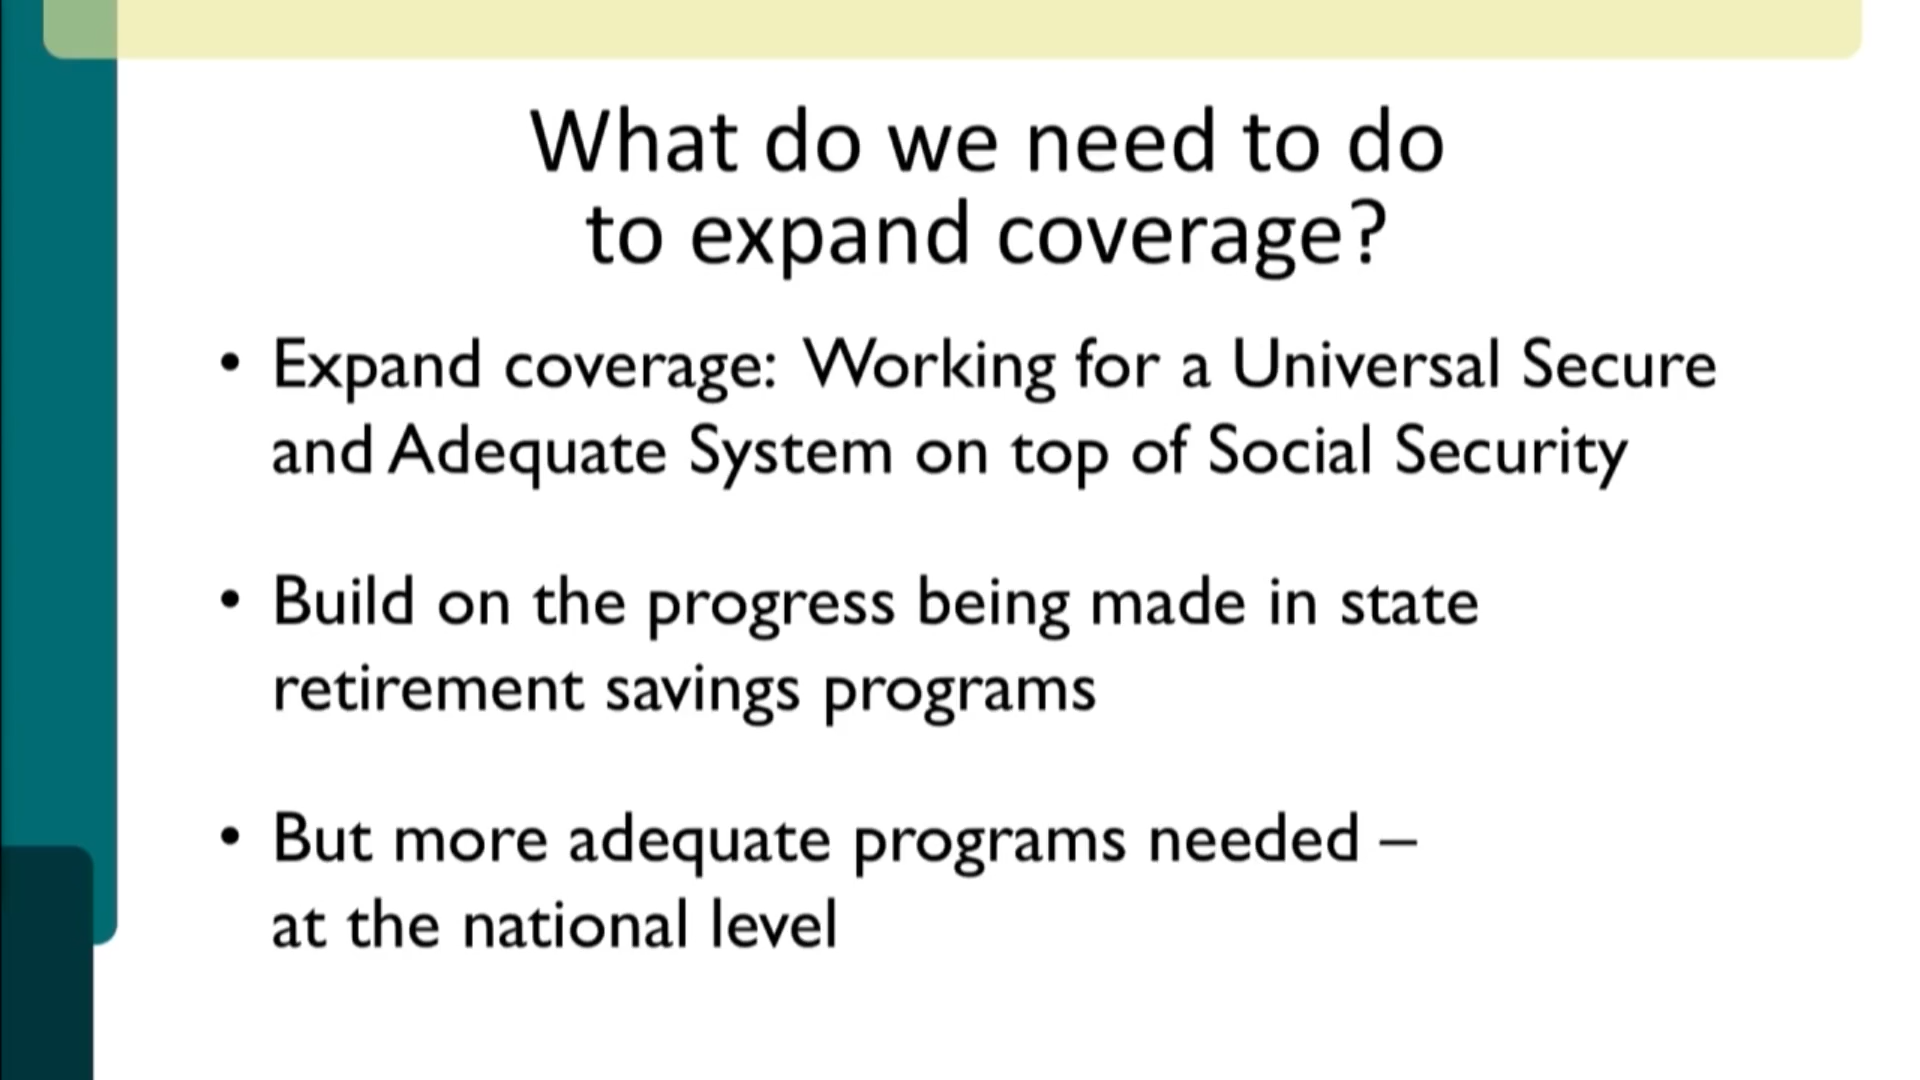 What do we need to do
to expand coverage?
• Expand coverage: Working for a Universal Secure
and Adequate System on top of Social Security
• Build on the progress being made in state
retirement savings programs
• But more adequate programs needed –
at the national level